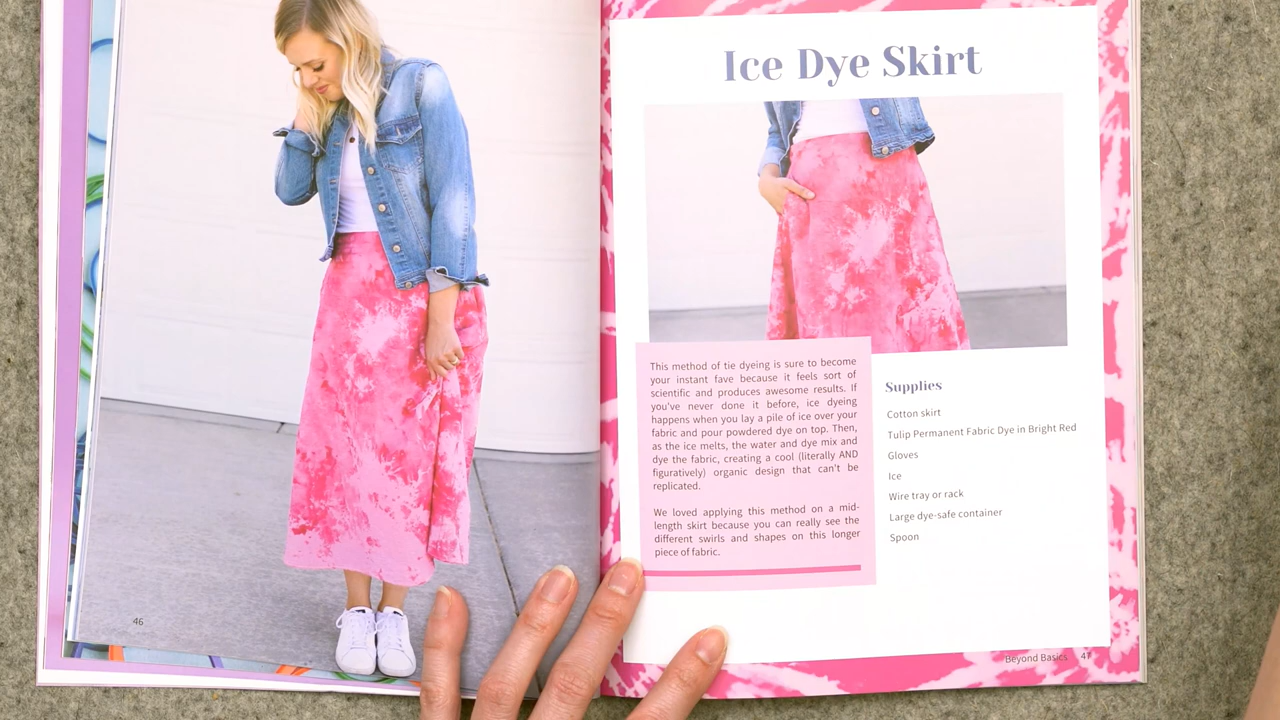 46
Ice Dye Skirt
This method of tie dyeing is sure to become
your instant fave because it feels sort of
scientific and produces awesome results. If
you've never done it before, ice dyeing
happens when you lay a pile of ice over your
fabric and pour powdered dye on top. Then,
as the ice melts, the water and dye mix and
dye the fabric, creating a cool (literally AND
figuratively) organic design that can't be
replicated.
We loved applying this method on a mid-
length skirt because you can really see the
different swirls and shapes on this longer
piece of fabric.
Supplies
Cotton skirt
Tulip Permanent Fabric Dye in Bright Red
Gloves
Ice
Wire tray or rack
Large dye-safe container
Spoon
Beyond Basics 47